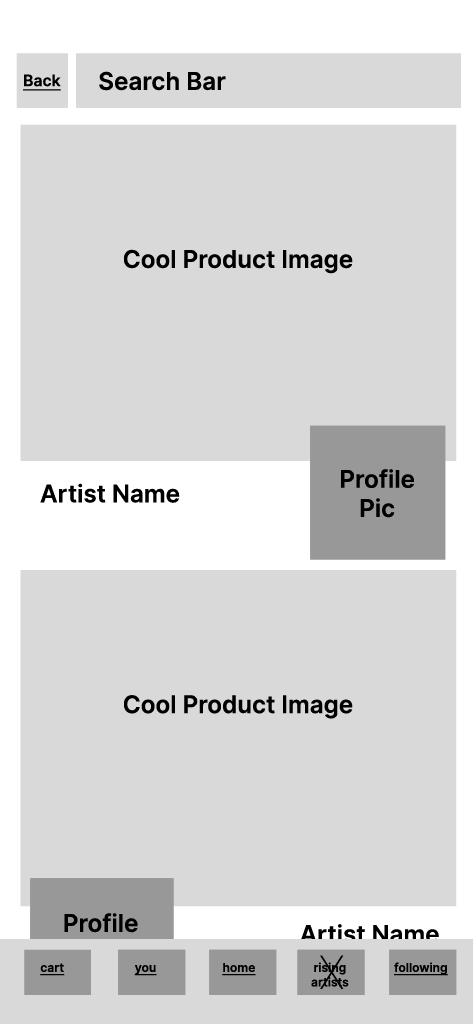 Back
Search Bar
Cool Product Image
Artist Name
Profile
Pic
Cool Product Image
Profile
Artist Name
cart
you
home
rising
artists
following